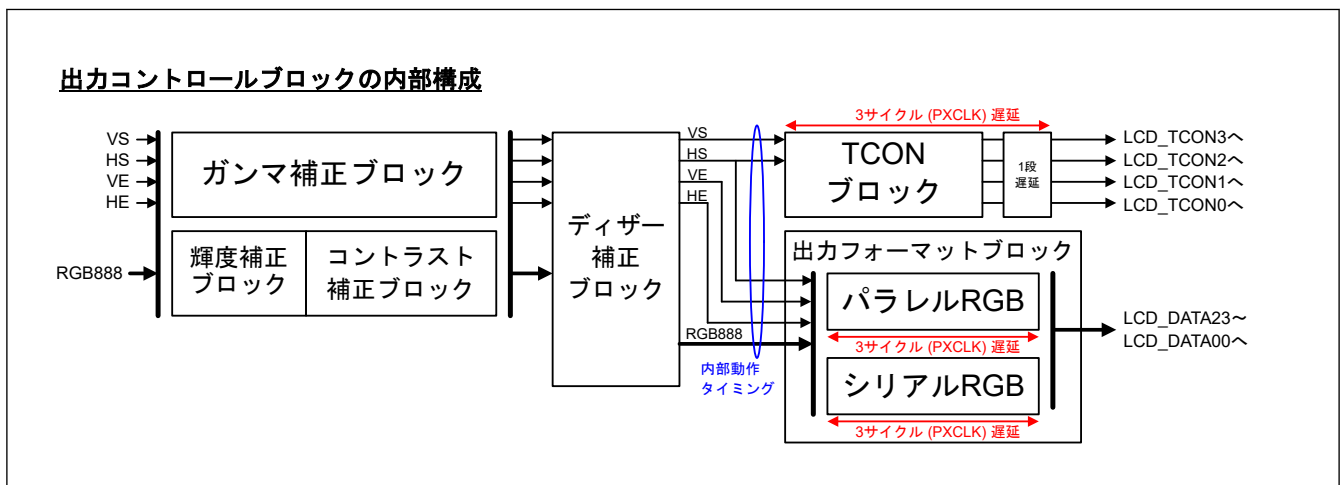 出力コントロールブロックの内部構成
VS
HS
VE
HE
RGB888
ガンマ補正ブロック
輝度補正
ブロック
コントラスト
補正ブロック
ディザー
補正
ブロック
VS
HS
VE
HE
RGB888
内部動作
タイミング
3サイクル (PXCLK) 遅延
TCON
ブロック
1段
遅延
LCD_TCON3へ
LCD_TCON2へ
LCD_TCON1へ
LCD_TCON0へ
出力フォーマットブロック
パラレルRGB
3サイクル (PXCLK) 遅延
シリアルRGB
3サイクル (PXCLK) 遅延
LCD_DATA23～
LCD_DATA00へ